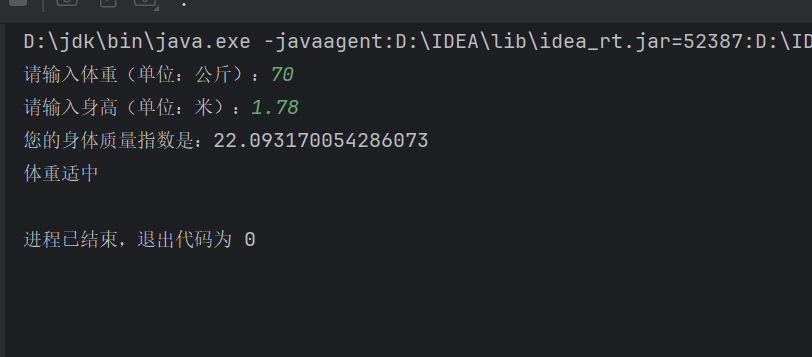 D:\jdk\bin\java.exe -javaagent:D:\IDEA\lib\idea_rt.jar=52387:D:\ID
请输入体重（单位：公斤）：70
请输入身高（单位：米）：1.78
您的身体质量指数是：22.093170054286073
体重适中
进程已结束，退出代码为 0